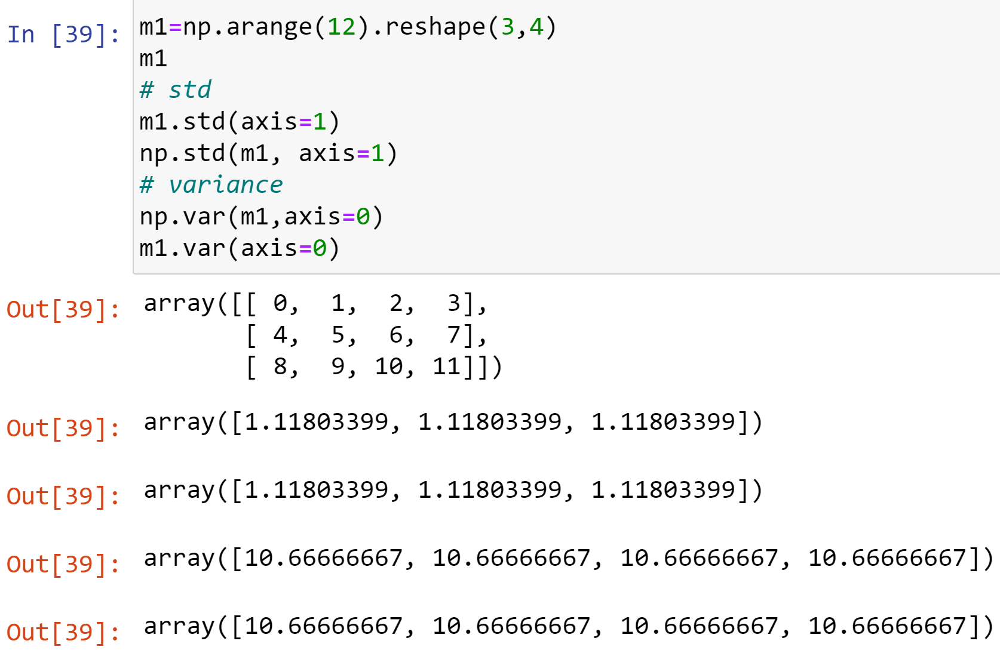 In [39]: m1=np.arange(12).reshape(3,4)
m1
# std
m1.std(axis=1)
np.std(m1, axis=1)
# variance
np.var(m1,axis=0)
m1.var(axis=0)
Out[39]: array([[ 0,  1,  2,  3],
[ 4,  5,  6,  7],
[ 8,  9, 10, 11]])
Out[39]: array([1.11803399, 1.11803399, 1.11803399])
Out[39]: array([1.11803399, 1.11803399, 1.11803399])
Out[39]: array([10.66666667, 10.66666667, 10.66666667, 10.66666667])
Out[39]: array([10.66666667, 10.66666667, 10.66666667, 10.66666667])